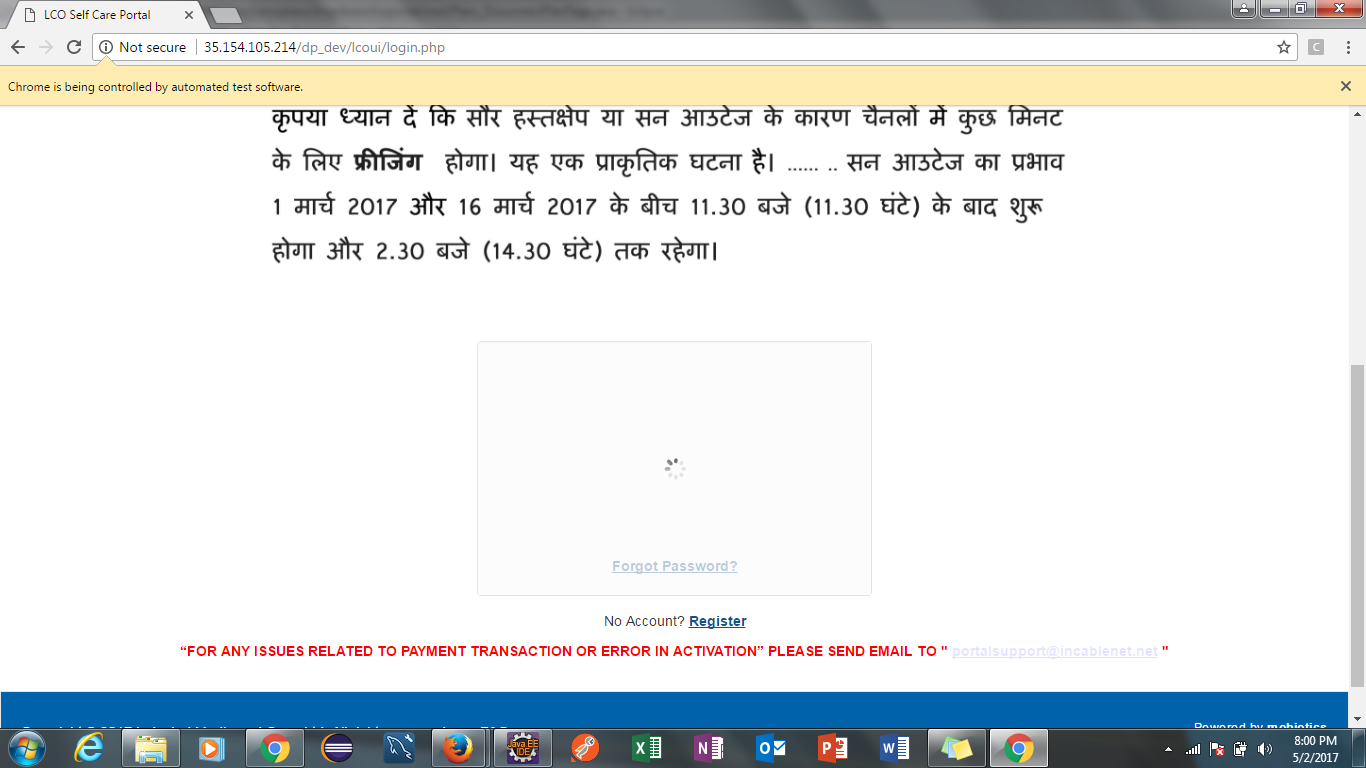 LCO Self Care Portal
Not secure
35.154.105.214/dp_dev/lcoui/login.php
C
Chrome is being controlled by automated test software.
कृपया ध्यान दें कि सौर हस्तक्षेप या सन आउटेज के कारण चैनलों में कुछ मिनट
के लिए फ्रीजिंग होगा। यह एक प्राकृतिक घटना है। ...... .. सन आउटेज का प्रभाव
1 मार्च 2017 और 16 मार्च 2017 के बीच 11.30 बजे (11.30 घंटे) के बाद शुरू
होगा और 2.30 बजे (14.30 घंटे) तक रहेगा।
Forgot Password?
No Account? Register
“FOR ANY ISSUES RELATED TO PAYMENT TRANSACTION OR ERROR IN ACTIVATION” PLEASE SEND EMAIL TO " portalsupport@incablenet.net "
Powered by mobiotics
Java EE
IDE
8:00 PM
5/2/2017